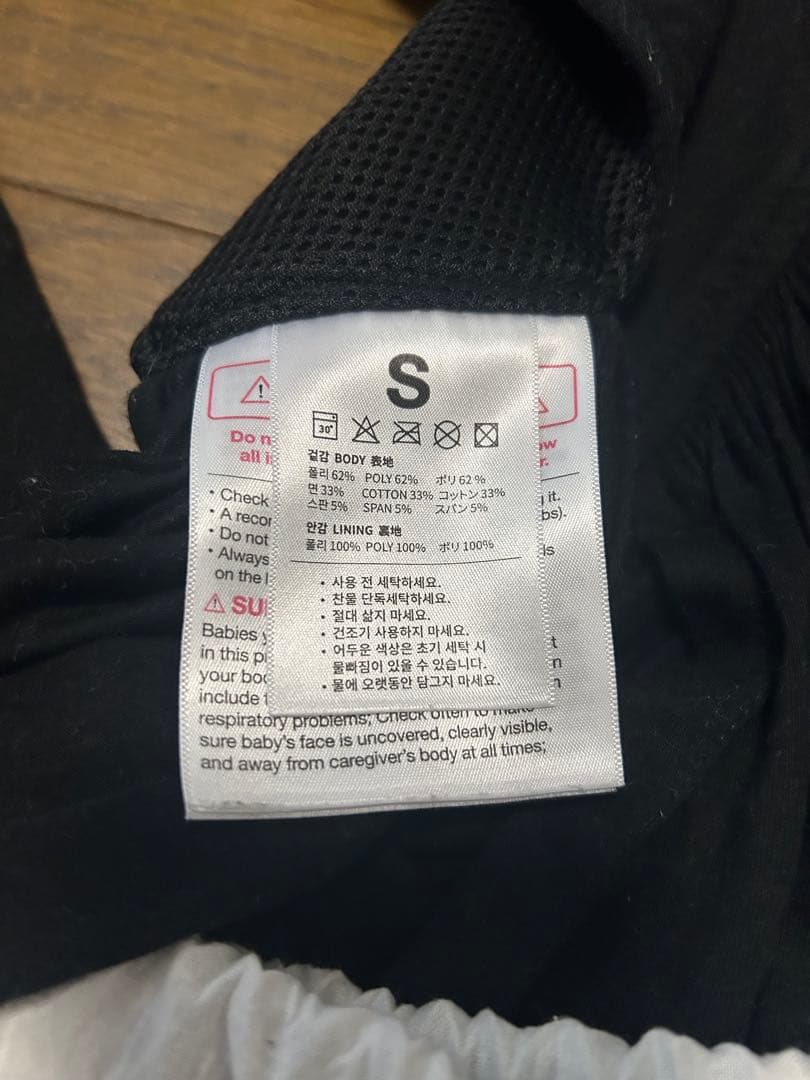 S
30°
겉감 BODY 表地
폴리 62% POLY 62% ポリ 62 %
면 33% COTTON 33% コットン 33%
스판 5% SPAN 5% スパン 5%
안감 LINING 裏地
폴리 100% POLY 100% ポリ 100%
• 사용 전 세탁하세요.
• 찬물 단독세탁하세요.
• 절대 삶지 마세요.
• 건조기 사용하지 마세요.
• 어두운 색상은 초기 세탁 시
물빠짐이 있을 수 있습니다.
• 물에 오랫동안 담그지 마세요.
Do
all
• Check it.
• A
• Do not
• Always
on the
Babies
in this
your
include
respiratory problems; Check often to make
sure baby's face is uncovered, clearly visible,
and away from caregiver's body at all times;